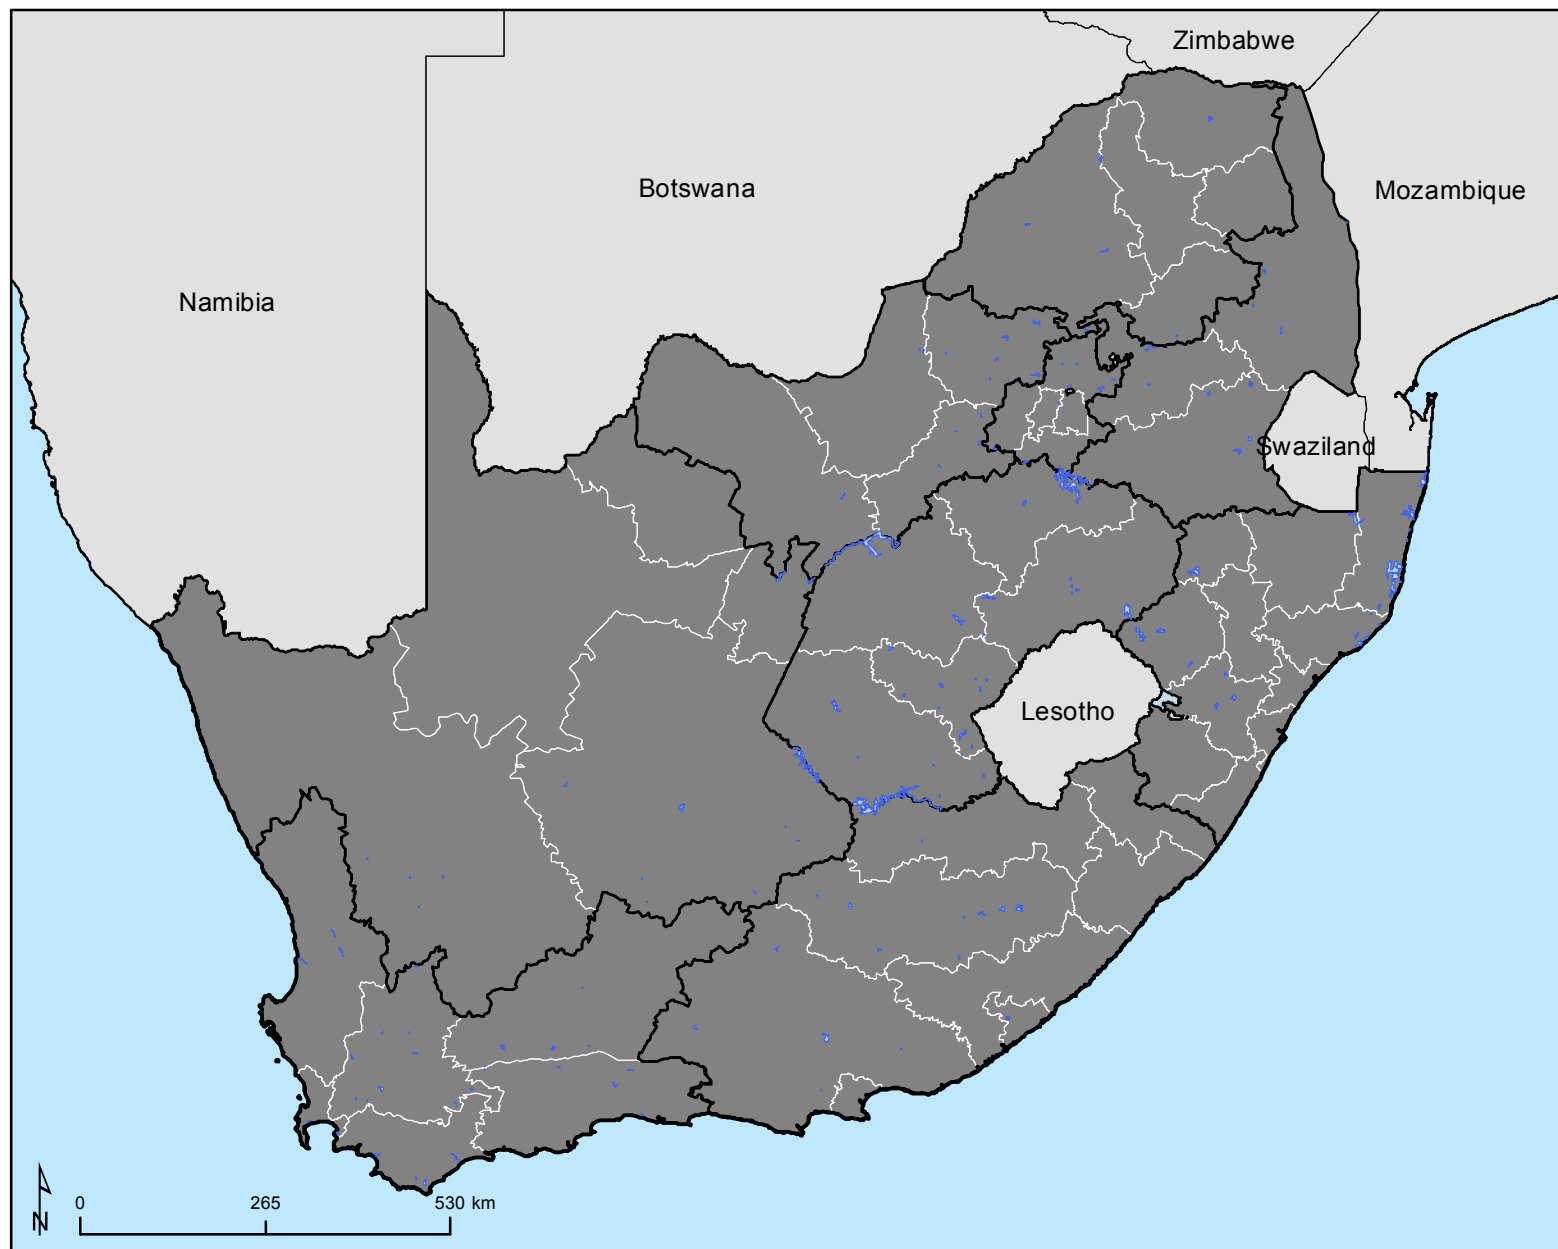 Zimbabwe
Botswana
Mozambique
Namibia
Swaziland
Lesotho
N
0 265 530 km